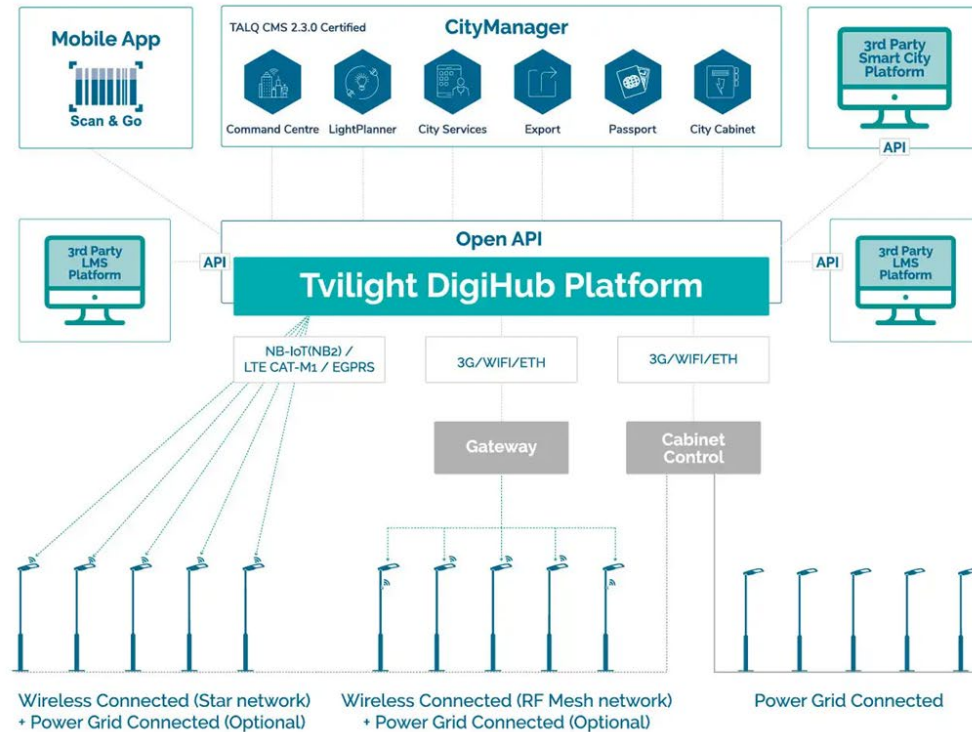 Mobile App
Scan & Go
TALQ CMS 2.3.0 Certified
CityManager
Command Centre
LightPlanner
City Services
Export
Passport
City Cabinet
3rd Party
Smart City
Platform
API
3rd Party
LMS
Platform
API
Open API
Tvilight DigiHub Platform
API
3rd Party
LMS
Platform
NB-IoT(NB2) /
LTE CAT-M1 / EGPRS
3G/WIFI/ETH
3G/WIFI/ETH
Gateway
Cabinet
Control
Wireless Connected (Star network)
+ Power Grid Connected (Optional)
Wireless Connected (RF Mesh network)
+ Power Grid Connected (Optional)
Power Grid Connected